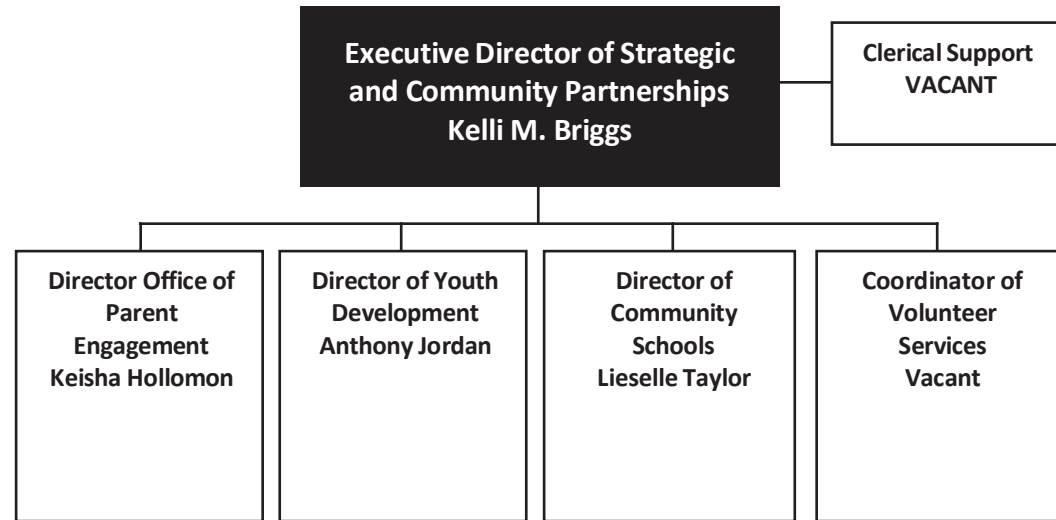 Executive Director of Strategic
and Community Partnerships
Kelli M. Briggs
Clerical Support
VACANT
Director Office of
Parent
Engagement
Keisha Hollomon
Director of Youth
Development
Anthony Jordan
Director of
Community
Schools
Lieselle Taylor
Coordinator of
Volunteer
Services
Vacant